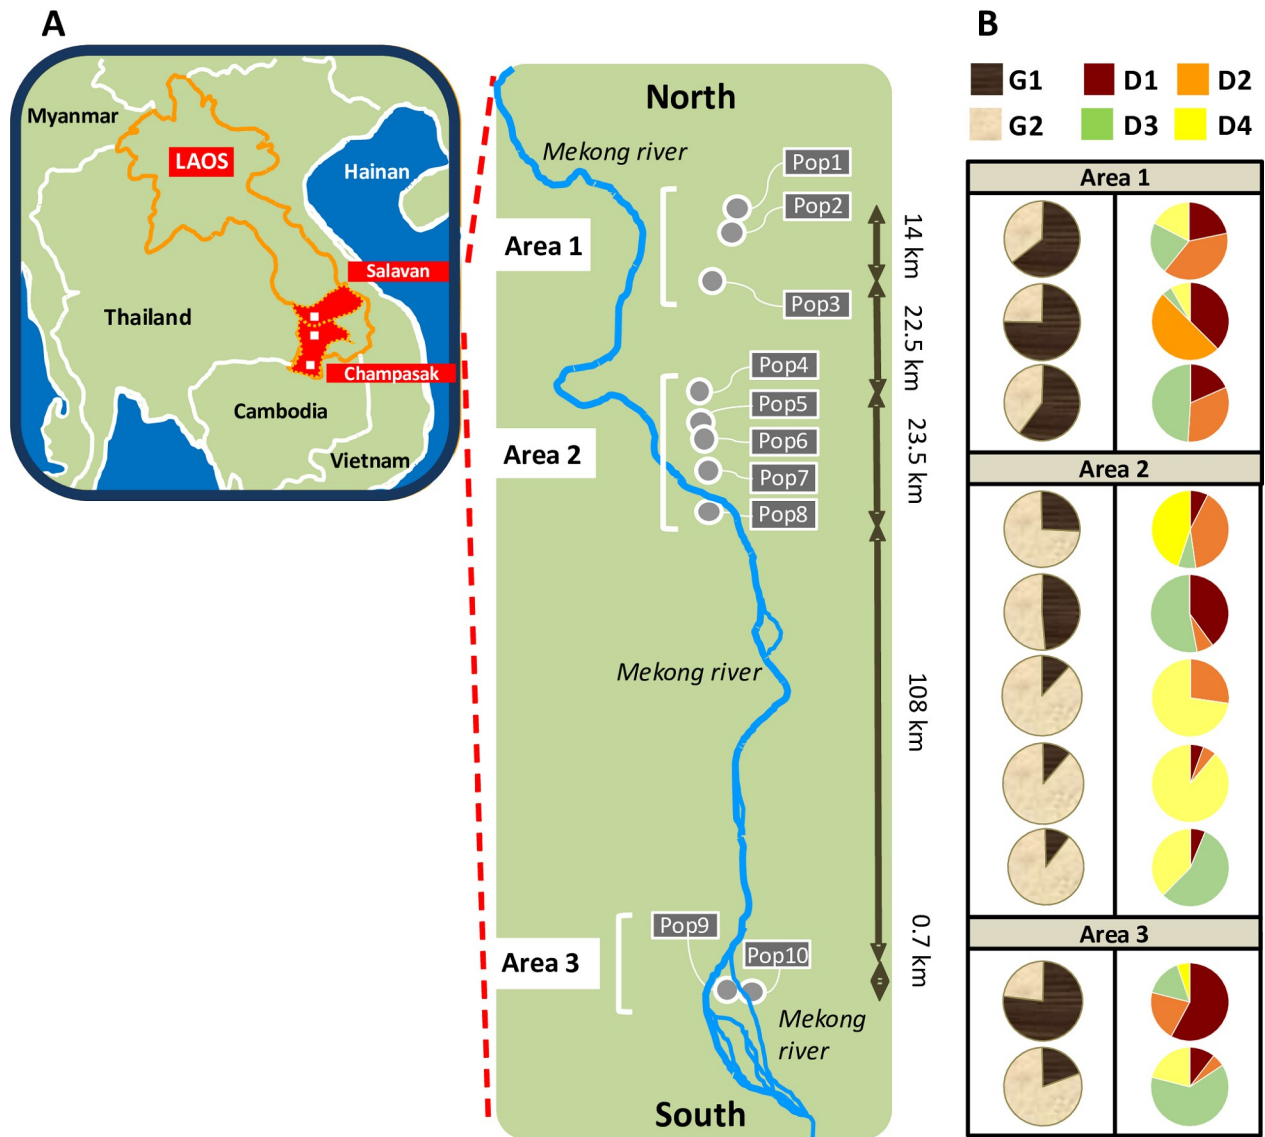 A
Myanmar
LAOS
Hainan
Salavan
Thailand
Champasak
Cambodia
Vietnam
North
Mekong river
Pop1
Pop2
Area 1
Pop3
14 km
22.5 km
Pop4
Pop5
Area 2
Pop6
Pop7
Pop8
23.5 km
Mekong river
108 km
Pop9
Area 3
Pop10
0.7 km
Mekong
river
South
B
G1
D1
D2
G2
D3
D4
Area 1
Area 2
Area 3